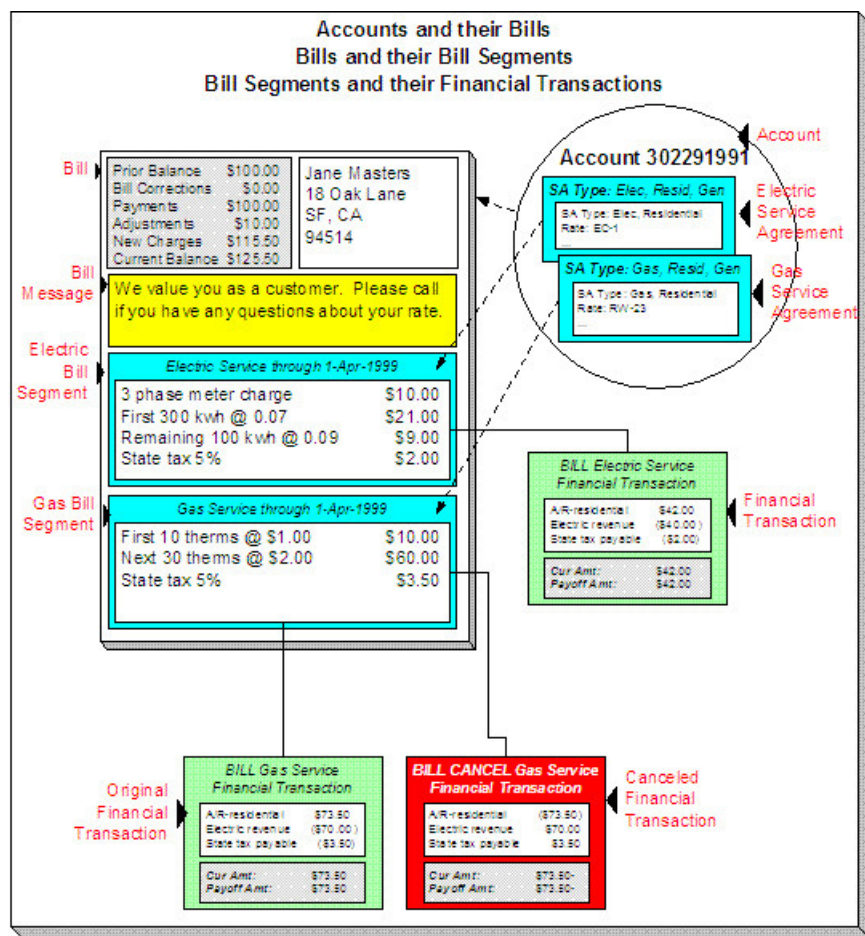 Accounts and their Bills
Bills and their Bill Segments
Bill Segments and their Financial Transactions
Account
Account 302291991
Bill
Prior Balance $100.00
Bill Corrections $0.00
Payments $100.00
Adjustments $10.00
New Charges $115.50
Current Balance $125.50
Jane Masters
18 Oak Lane
SF, CA
94514
SA Type: Elec, Resid, Gen
SA Type: Elec, Residential
Rate: EC-1
...
Electric
Service
Agreement
SA Type: Gas, Resid, Gen
SA Type: Gas, Residential
Rate: RW-23
...
Gas
Service
Agreement
Bill
Message
We value you as a customer. Please call
if you have any questions about your rate.
Electric
Bill
Segment
Electric Service through 1-Apr-1999
3 phase meter charge $10.00
First 300 kwh @ 0.07 $21.00
Remaining 100 kwh @ 0.09 $9.00
State tax 5% $2.00
Gas Bill
Segment
Gas Service through 1-Apr-1999
First 10 therms @ $1.00 $10.00
Next 30 therms @ $2.00 $60.00
State tax 5% $3.50
BILL Electric Service
Financial Transaction
A/R-residential $42.00
Electric revenue ($40.00)
State tax payable ($2.00)
Cur Amt: $42.00
Payoff Amt: $42.00
Financial
Transaction
Original
Financial
Transaction
BILL Gas Service
Financial Transaction
A/R-residential $73.50
Electric revenue ($70.00)
State tax payable ($3.50)
Cur Amt: $73.50
Payoff Amt: $73.50
BILL CANCEL Gas Service
Financial Transaction
A/R-residential ($73.50)
Electric revenue $70.00
State tax payable $3.50
Cur Amt: $73.50-
Payoff Amt: $73.50-
Canceled
Financial
Transaction